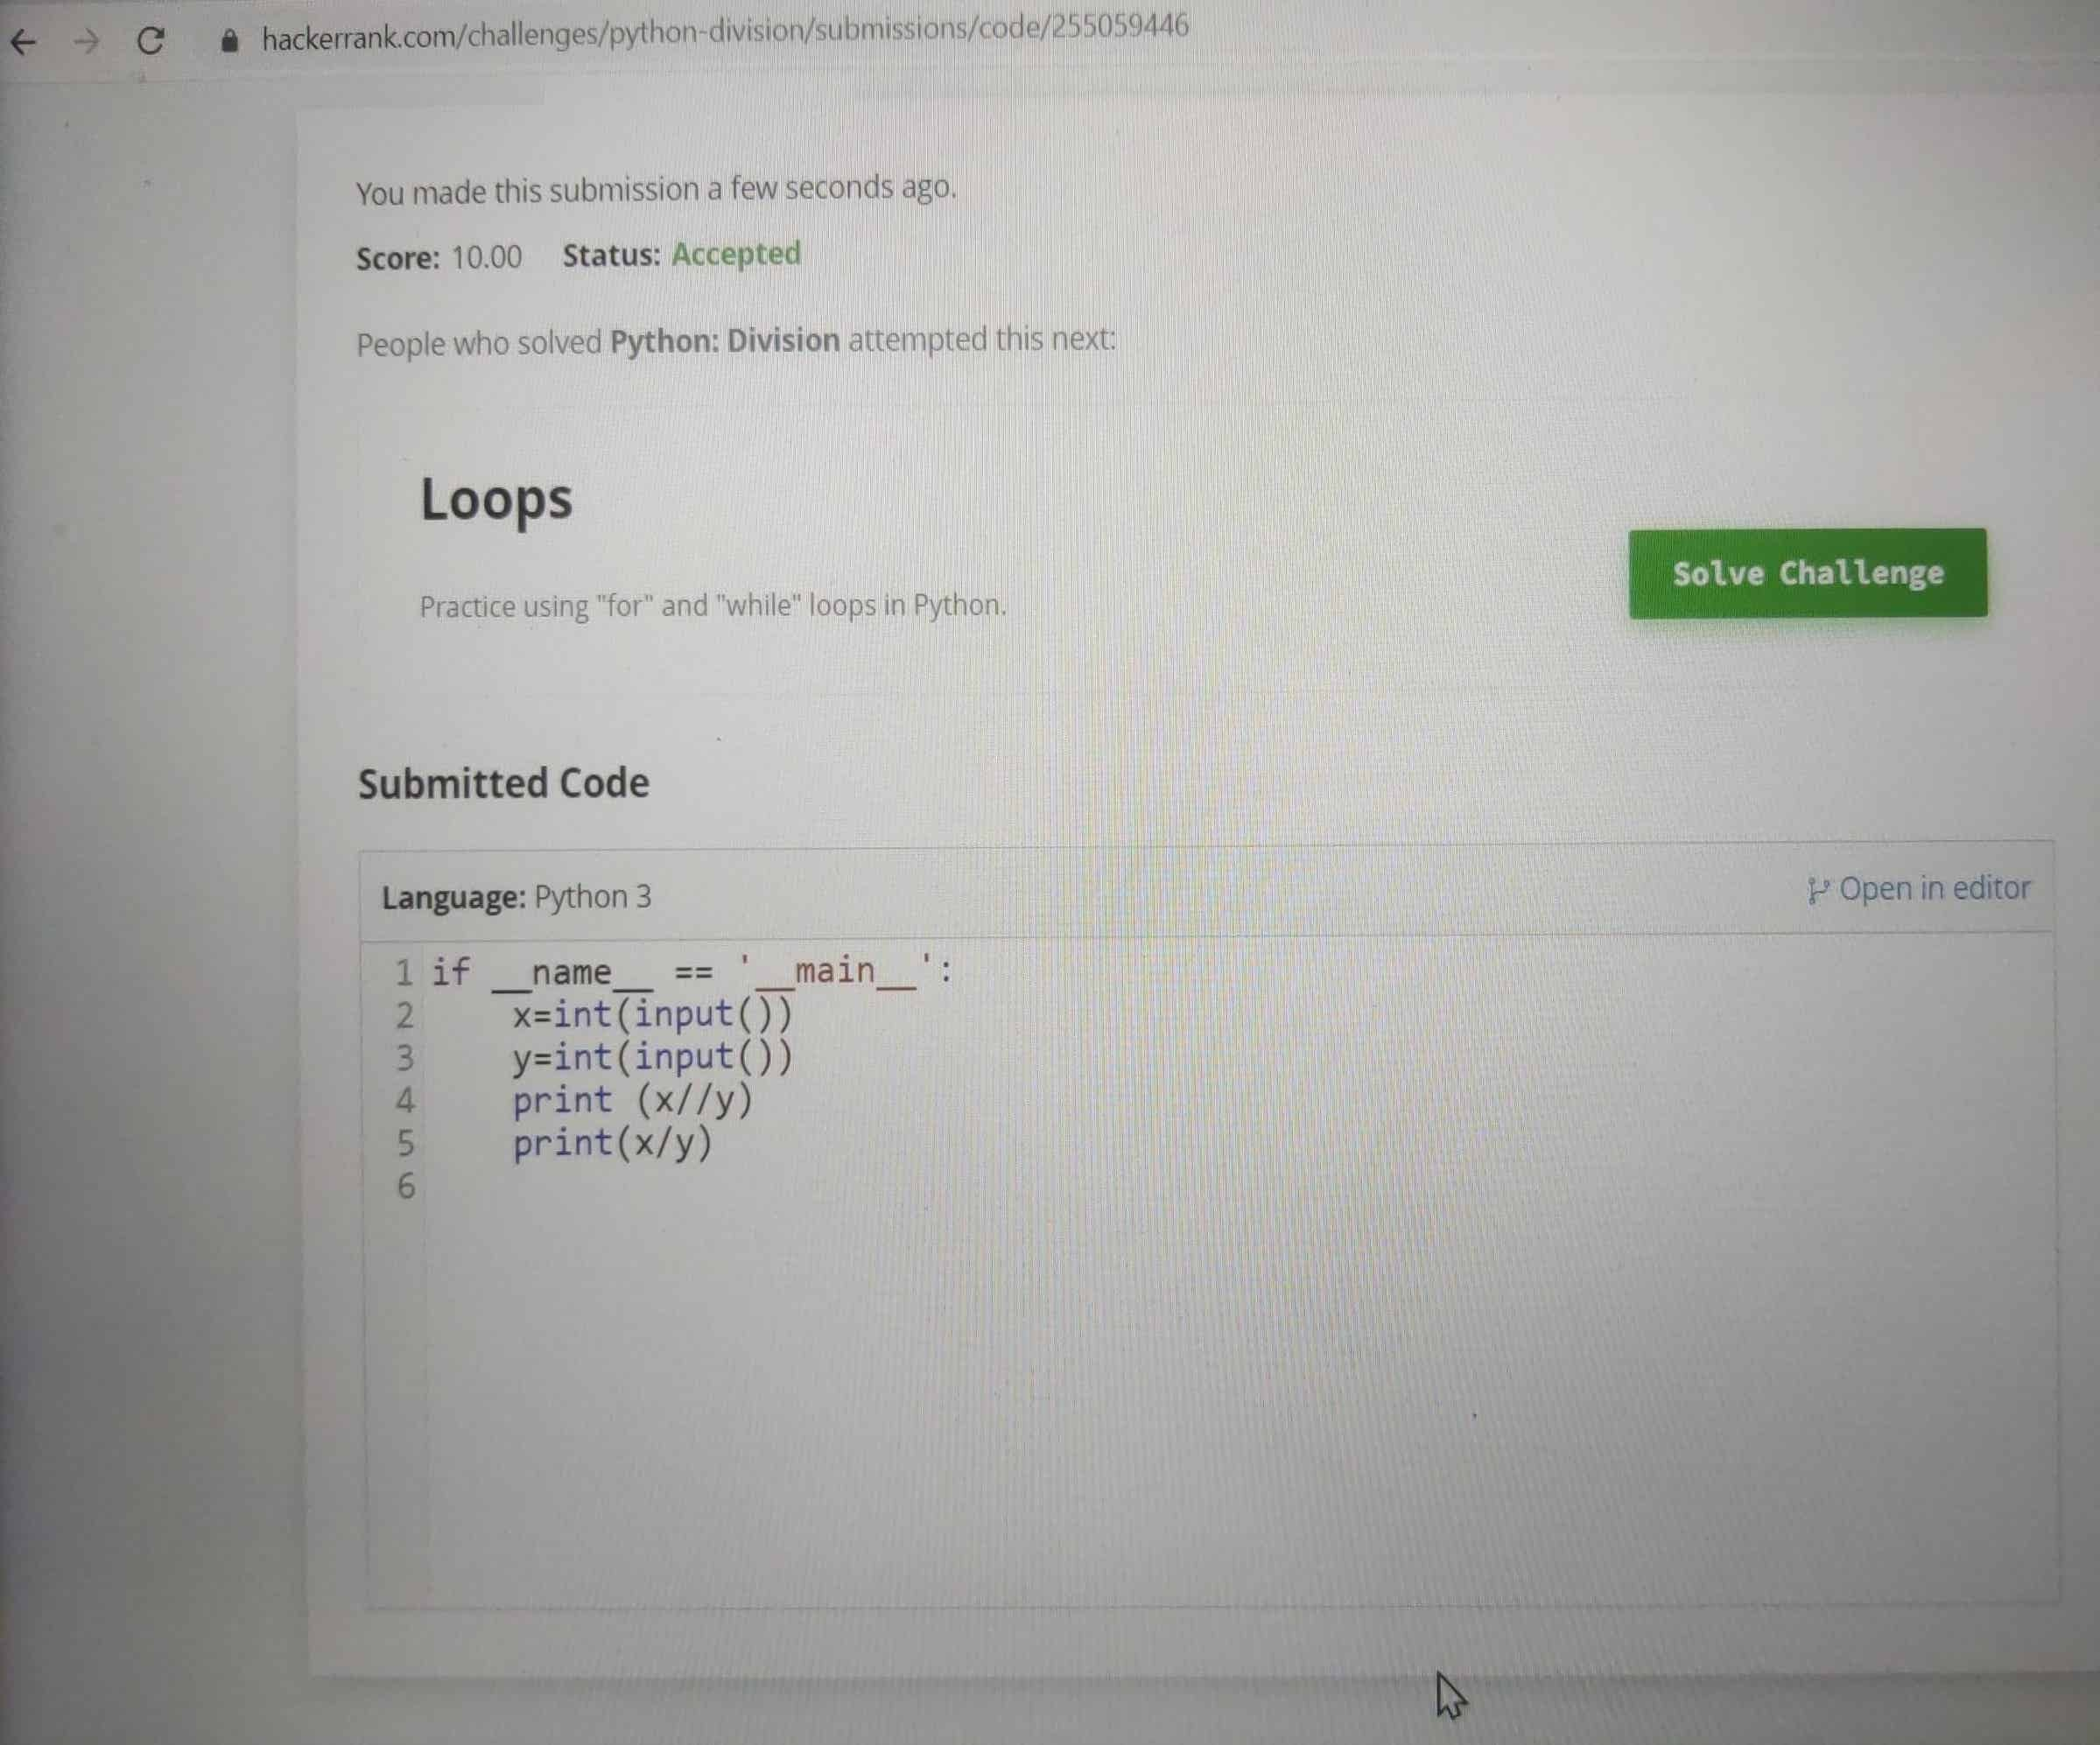 hackerrank.com/challenges/python-division/submissions/code/255059446
You made this submission a few seconds ago.
Score: 10.00 Status: Accepted
People who solved Python: Division attempted this next:
Loops
Solve Challenge
Practice using "for" and "while" loops in Python.
Submitted Code
Language: Python 3 Open in editor
1 if __name__ == '__main__':
2 x=int(input())
3 y=int(input())
4 print (x//y)
5 print(x/y)
6